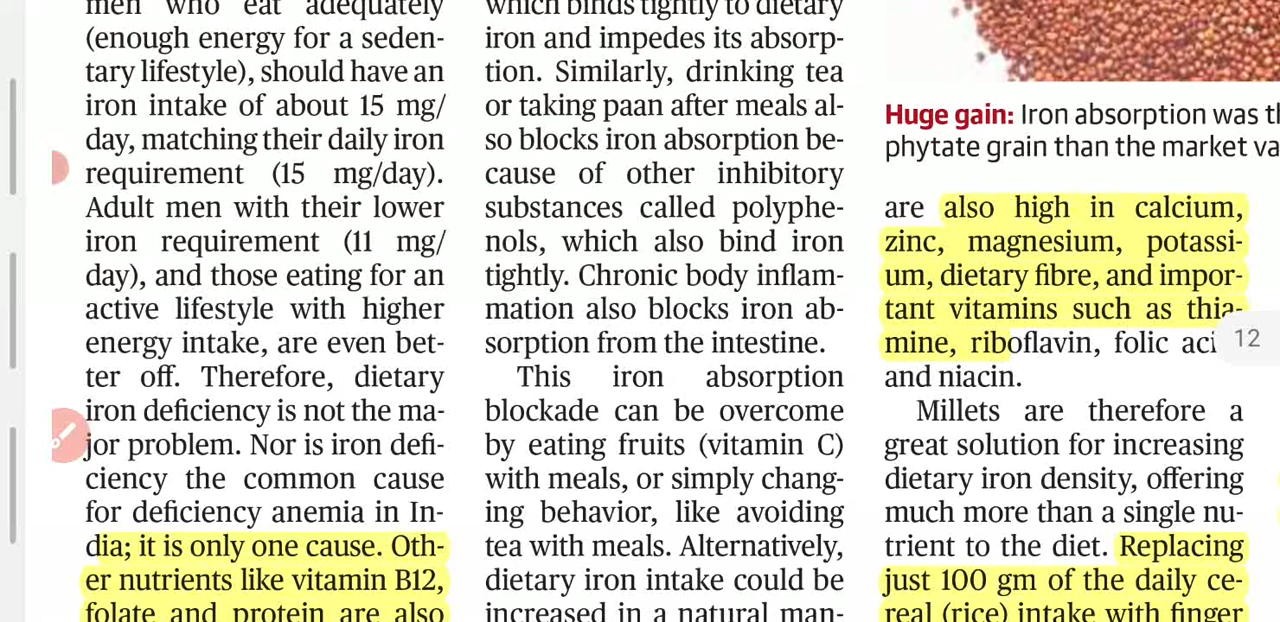 men who eat adequately
(enough energy for a seden-
tary lifestyle), should have an
iron intake of about 15 mg/
day, matching their daily iron
requirement (15 mg/day).
Adult men with their lower
iron requirement (11 mg/
day), and those eating for an
active lifestyle with higher
energy intake, are even bet-
ter off. Therefore, dietary
iron deficiency is not the ma-
jor problem. Nor is iron defi-
ciency the common cause
for deficiency anemia in In-
dia; it is only one cause. Oth-
er nutrients like vitamin B12,
folate and protein are also
which binds tightly to dietary
iron and impedes its absorp-
tion. Similarly, drinking tea
or taking paan after meals al-
so blocks iron absorption be-
cause of other inhibitory
substances called polyphe-
nols, which also bind iron
tightly. Chronic body inflam-
mation also blocks iron ab-
sorption from the intestine.
This iron absorption
blockade can be overcome
by eating fruits (vitamin C)
with meals, or simply chang-
ing behavior, like avoiding
tea with meals. Alternatively,
dietary iron intake could be
increased in a natural man-
Huge gain: Iron absorption was
phytate grain than the market
are also high in calcium,
zinc, magnesium, potassi-
um, dietary fibre, and impor-
tant vitamins such as thia-
mine, riboflavin, folic aci
and niacin.
Millets are therefore a
great solution for increasing
dietary iron density, offering
much more than a single nu-
trient to the diet. Replacing
just 100 gm of the daily ce-
real (rice) intake with finger
12